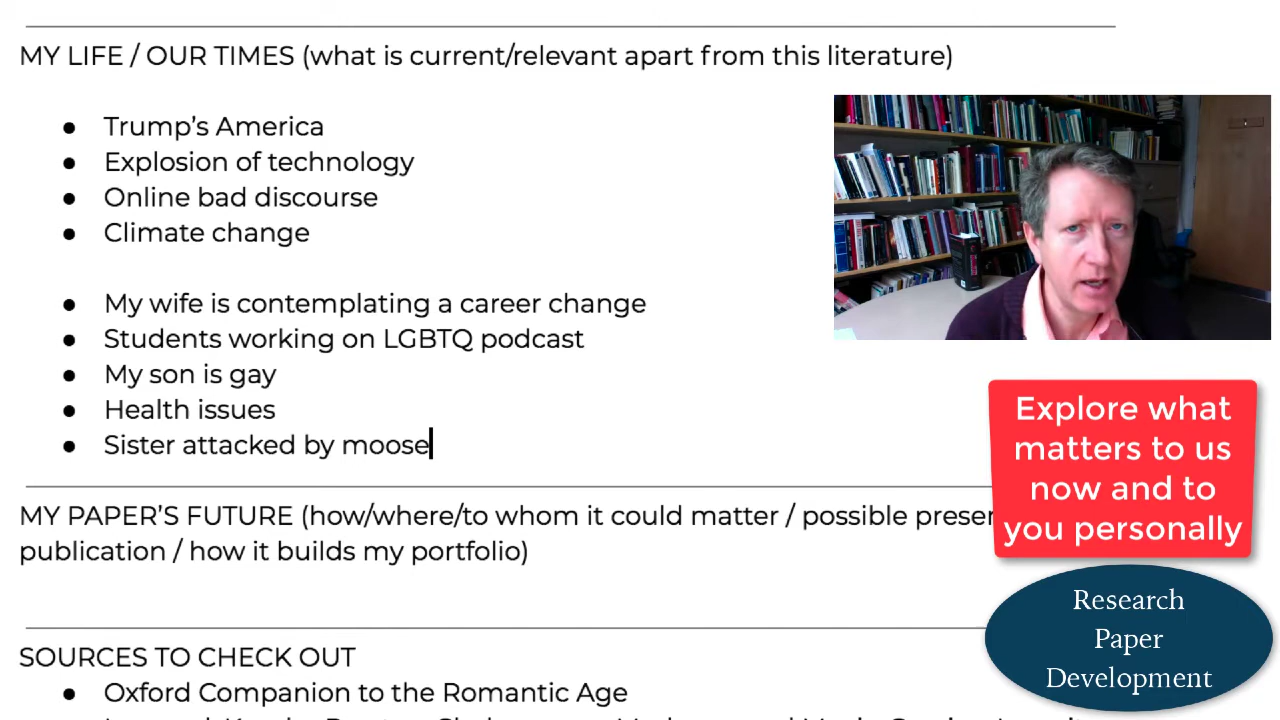 MY LIFE / OUR TIMES (what is current/relevant apart from this literature)
● Trump's America
● Explosion of technology
● Online bad discourse
● Climate change
● My wife is contemplating a career change
● Students working on LGBTQ podcast
● My son is gay
● Health issues
● Sister attacked by moose
MY PAPER'S FUTURE (how/where/to whom it could matter / possible
publication / how it builds my portfolio)
SOURCES TO CHECK OUT
● Oxford Companion to the Romantic Age
Explore what
matters to us
now and to
you personally
Research
Paper
Development